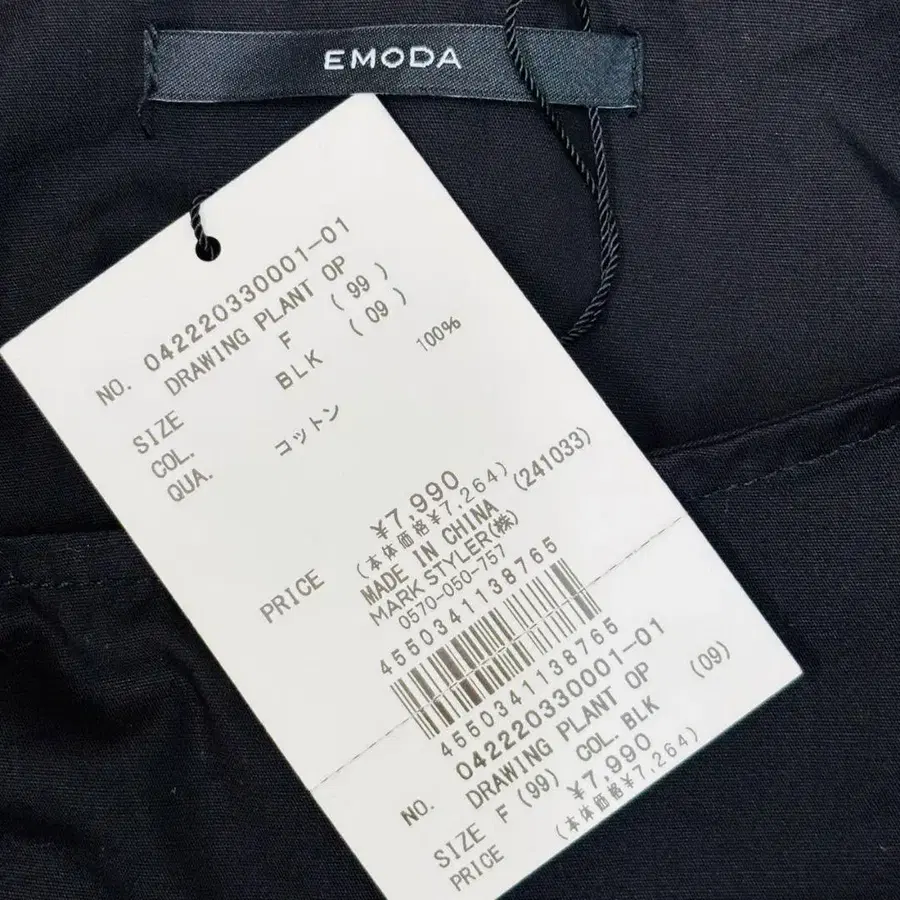 EMODA
NO. 042220330001-01
DRAWING PLANT OP
SIZE F (99)
COL. BLK (09)
QUA. コットン 100%
PRICE ¥7,990
(本体価格¥7,264)
MADE IN CHINA (241033)
MARK STYLER(株)
0570-050-757
4550341138765
4550341138765
NO. 042220330001-01
DRAWING PLANT OP
SIZE F (99) COL. BLK (09)
PRICE ¥7,990
(本体価格¥7,264)